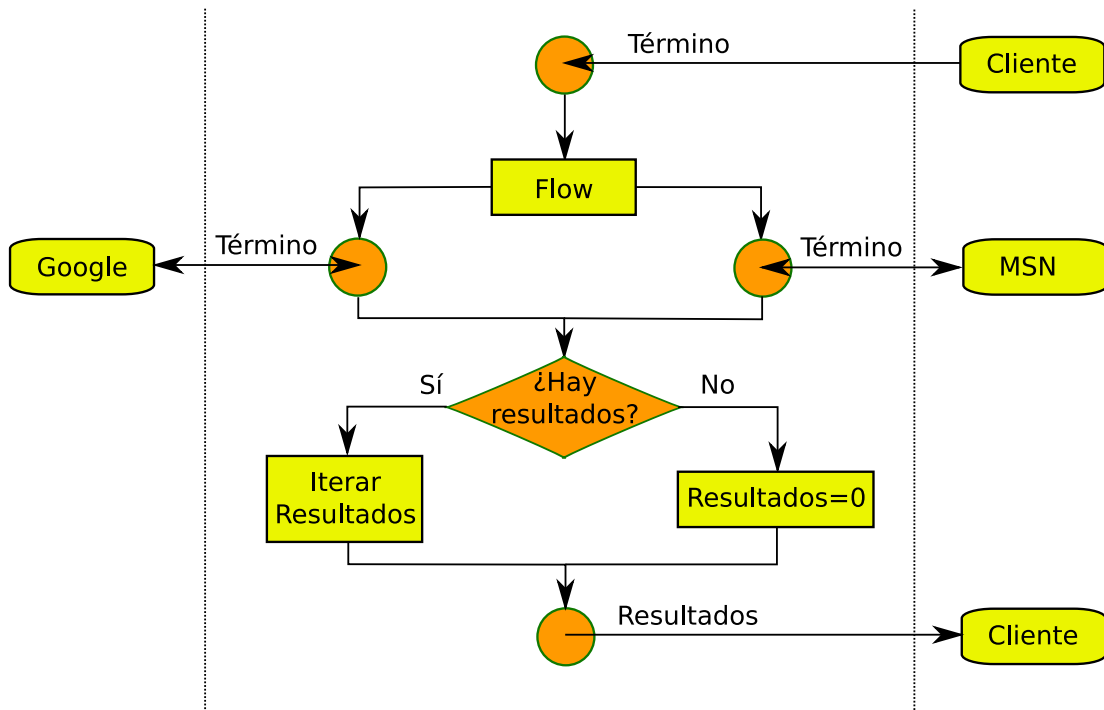 Término
Cliente
Flow
Google
Término
Término
MSN
Sí
¿Hay
resultados?
No
Iterar
Resultados
Resultados=0
Resultados
Cliente